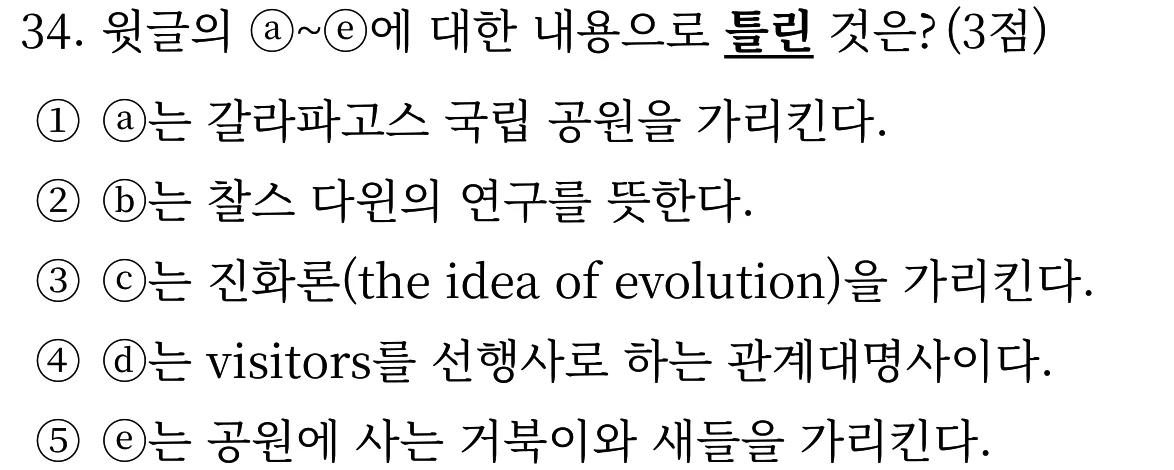 34. 윗글의 ⓐ~ⓔ에 대한 내용으로 틀린 것은? (3점)
① ⓐ는 갈라파고스 국립 공원을 가리킨다.
② ⓑ는 찰스 다윈의 연구를 뜻한다.
③ ⓒ는 진화론(the idea of evolution)을 가리킨다.
④ ⓓ는 visitors를 선행사로 하는 관계대명사이다.
⑤ ⓔ는 공원에 사는 거북이와 새들을 가리킨다.